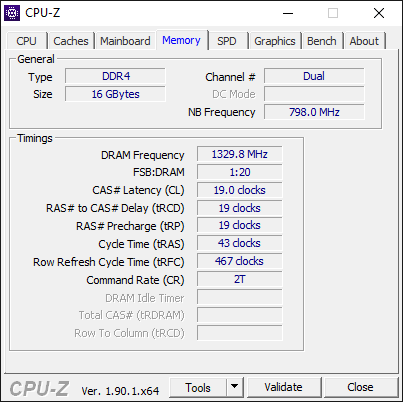 CPU-Z
CPU Caches Mainboard Memory SPD Graphics Bench About
General
Type DDR4 Channel # Dual
Size 16 GBytes DC Mode
NB Frequency 798.0 MHz
Timings
DRAM Frequency 1329.8 MHz
FSB:DRAM 1:20
CAS# Latency (CL) 19.0 clocks
RAS# to CAS# Delay (tRCD) 19 clocks
RAS# Precharge (tRP) 19 clocks
Cycle Time (tRAS) 43 clocks
Row Refresh Cycle Time (tRFC) 467 clocks
Command Rate (CR) 2T
DRAM Idle Timer
Total CAS# (tRDRAM)
Row To Column (tRCD)
CPU-Z Ver. 1.90.1.x64 Tools Validate Close